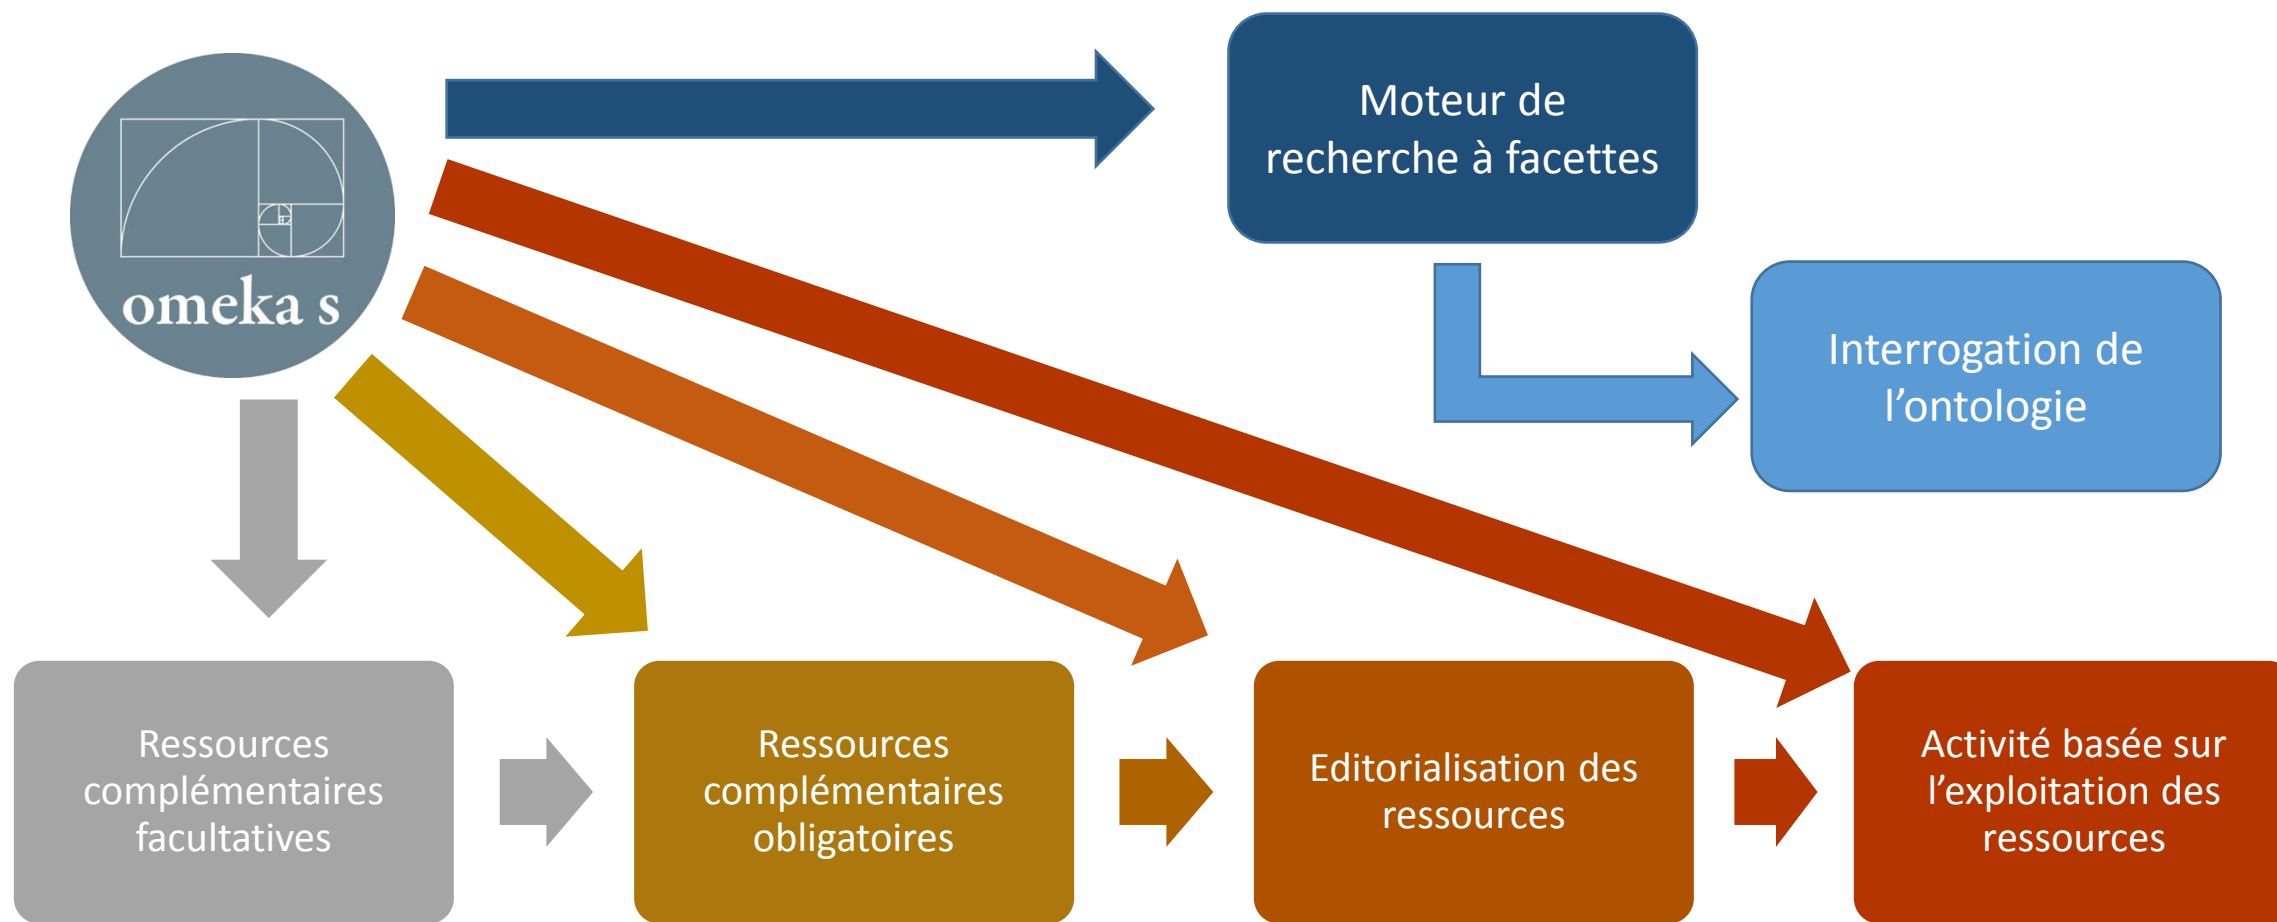 omeka s
Moteur de
recherche à facettes
Interrogation de
l’ontologie
Ressources
complémentaires
facultatives
Ressources
complémentaires
obligatoires
Editorialisation des
ressources
Activité basée sur
l’exploitation des
ressources